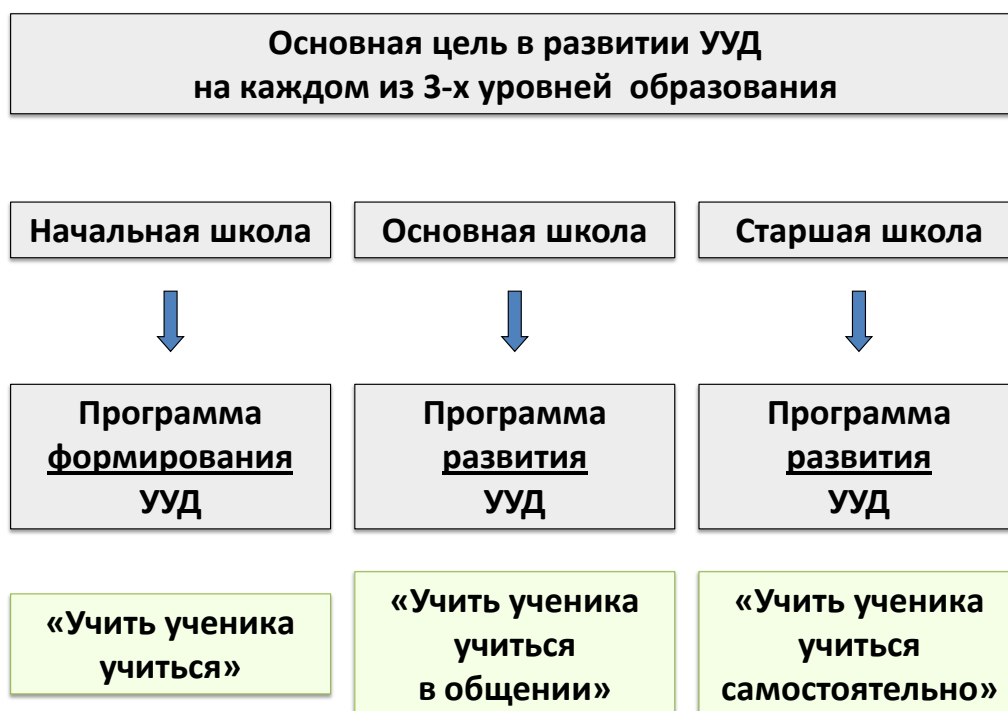 Основная цель в развитии УУД
на каждом из 3-х уровней образования
Начальная школа
Основная школа
Старшая школа
Программа
формирования
УУД
Программа
развития
УУД
Программа
развития
УУД
«Учить ученика
учиться»
«Учить ученика
учиться
в общении»
«Учить ученика
учиться
самостоятельно»